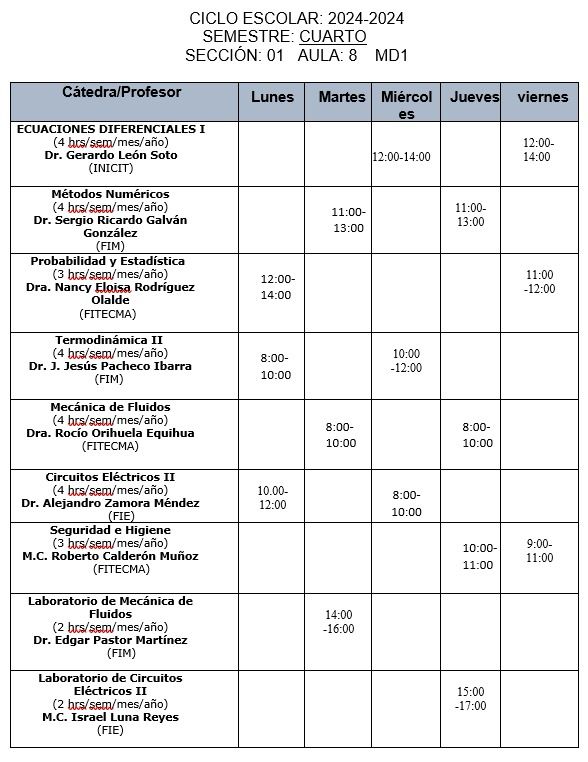 CICLO ESCOLAR: 2024-2024
SEMESTRE: CUARTO
SECCIÓN: 01 AULA: 8 MD1
Cátedra/Profesor
Lunes
Martes
Miércol
es
Jueves
viernes
ECUACIONES DIFERENCIALES I
(4 hrs/sem/mes/año)
Dr. Gerardo León Soto
(INICIT)
12:00-14:00
12:00-
14:00
Métodos Numéricos
(4 hrs/sem/mes/año)
Dr. Sergio Ricardo Galván
González
(FIM)
11:00-
13:00
11:00-
13:00
Probabilidad y Estadística
(3 hrs/sem/mes/año)
Dra. Nancy Eloisa Rodríguez
Olalde
(FITECMA)
12:00-
14:00
11:00
-12:00
Termodinámica II
(4 hrs/sem/mes/año)
Dr. J. Jesús Pacheco Ibarra
(FIM)
8:00-
10:00
10:00
-12:00
Mecánica de Fluidos
(4 hrs/sem/mes/año)
Dra. Rocío Orihuela Equihua
(FITECMA)
8:00-
10:00
8:00-
10:00
Circuitos Eléctricos II
(4 hrs/sem/mes/año)
Dr. Alejandro Zamora Méndez
(FIE)
10.00-
12:00
8:00-
10:00
Seguridad e Higiene
(3 hrs/sem/mes/año)
M.C. Roberto Calderón Muñoz
(FITECMA)
10:00-
11:00
9:00-
11:00
Laboratorio de Mecánica de
Fluidos
(2 hrs/sem/mes/año)
Dr. Edgar Pastor Martínez
(FIM)
14:00
-16:00
Laboratorio de Circuitos
Eléctricos II
(2 hrs/sem/mes/año)
M.C. Israel Luna Reyes
(FIE)
15:00
-17:00